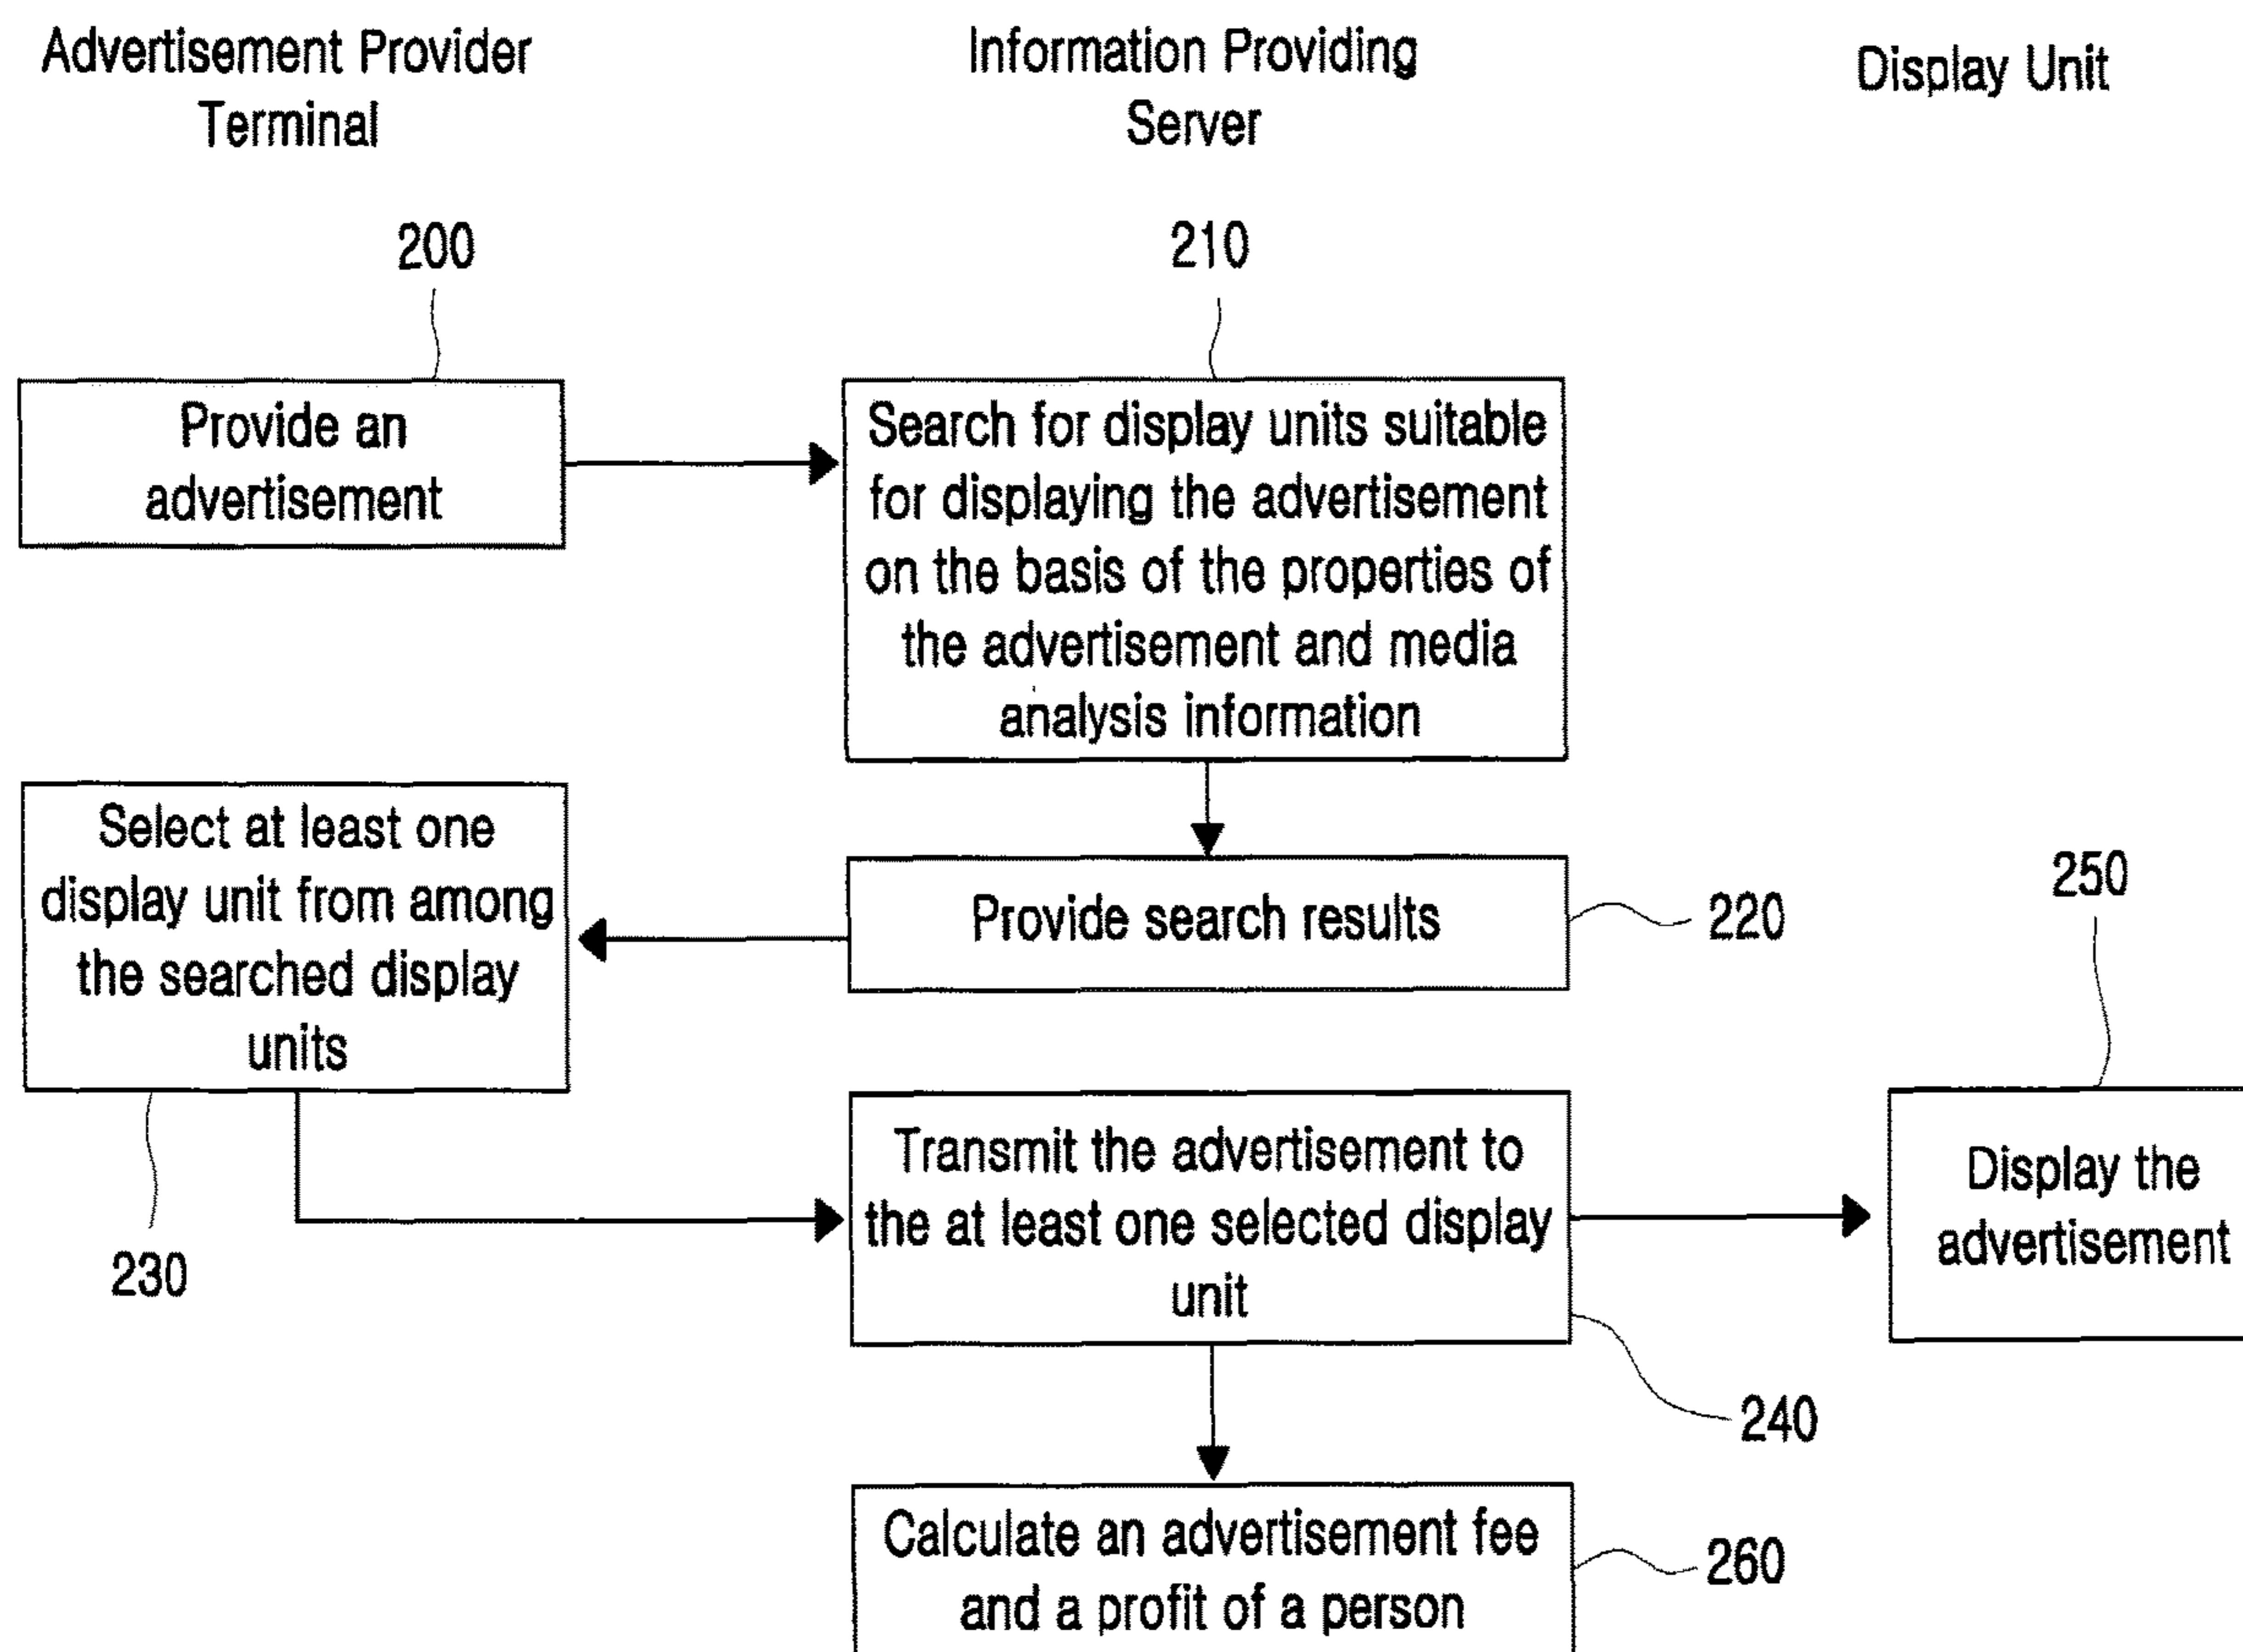 Advertisement Provider
Terminal
Information Providing
Server
Display Unit
200
210
Provide an
advertisement
Search for display units suitable
for displaying the advertisement
on the basis of the properties of
the advertisement and media
analysis information
Select at least one
display unit from among
the searched display
units
Provide search results
220
250
230
Transmit the advertisement to
the at least one selected display
unit
Display the
advertisement
240
Calculate an advertisement fee
and a profit of a person
260